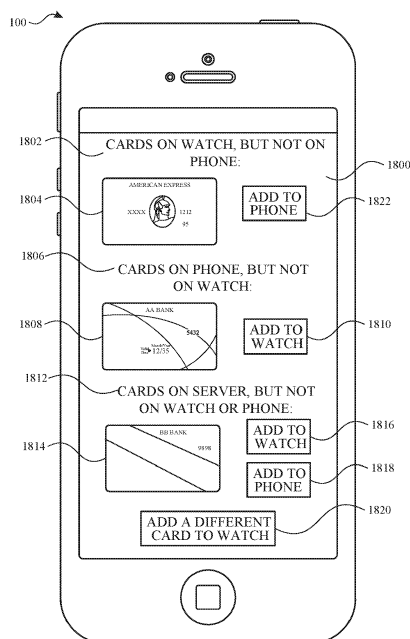 100
1802
CARDS ON WATCH, BUT NOT ON
PHONE:
1800
AMERICAN EXPRESS
1804
XXXX 1212
95
ADD TO
PHONE
1822
1806
CARDS ON PHONE, BUT NOT
ON WATCH:
AA BANK
1808
5432
12/35
ADD TO
WATCH
1810
1812
CARDS ON SERVER, BUT NOT
ON WATCH OR PHONE:
1814
BB BANK
9898
ADD TO
WATCH
1816
ADD TO
PHONE
1818
ADD A DIFFERENT
CARD TO WATCH
1820